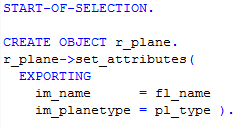 START-OF-SELECTION.
CREATE OBJECT r_plane.
r_plane->set_attributes(
EXPORTING
im_name = fl_name
im_planetype = pl_type ).